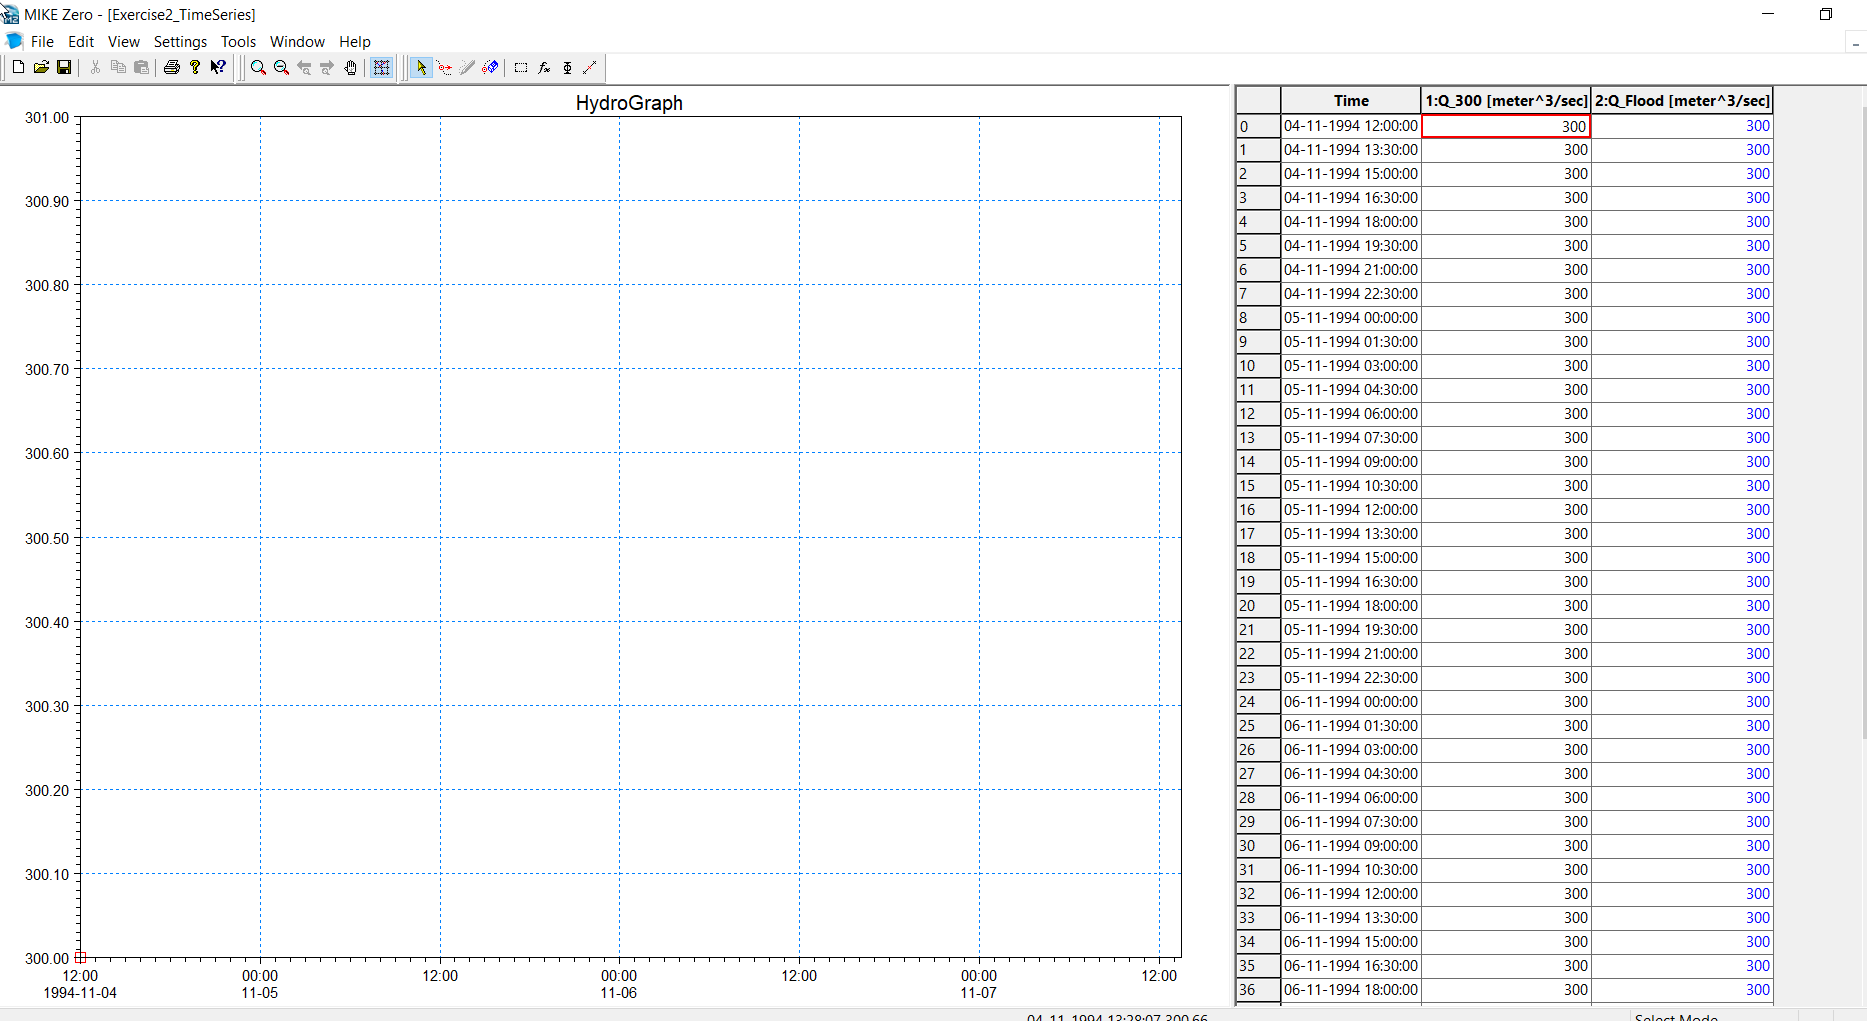 MIKE Zero - [Exercise2_TimeSeries]
File Edit View Settings Tools Window Help
HydroGraph
301.00
300.90
300.80
300.70
300.60
300.50
300.40
300.30
300.20
300.10
300.00
12:00 00:00 12:00 00:00 12:00 00:00 12:00
1994-11-04 11-05 11-06 11-07
Time 1:Q_300 [meter^3/sec] 2:Q_Flood [meter^3/sec]
0 04-11-1994 12:00:00 300 300
1 04-11-1994 13:30:00 300 300
2 04-11-1994 15:00:00 300 300
3 04-11-1994 16:30:00 300 300
4 04-11-1994 18:00:00 300 300
5 04-11-1994 19:30:00 300 300
6 04-11-1994 21:00:00 300 300
7 04-11-1994 22:30:00 300 300
8 05-11-1994 00:00:00 300 300
9 05-11-1994 01:30:00 300 300
10 05-11-1994 03:00:00 300 300
11 05-11-1994 04:30:00 300 300
12 05-11-1994 06:00:00 300 300
13 05-11-1994 07:30:00 300 300
14 05-11-1994 09:00:00 300 300
15 05-11-1994 10:30:00 300 300
16 05-11-1994 12:00:00 300 300
17 05-11-1994 13:30:00 300 300
18 05-11-1994 15:00:00 300 300
19 05-11-1994 16:30:00 300 300
20 05-11-1994 18:00:00 300 300
21 05-11-1994 19:30:00 300 300
22 05-11-1994 21:00:00 300 300
23 05-11-1994 22:30:00 300 300
24 06-11-1994 00:00:00 300 300
25 06-11-1994 01:30:00 300 300
26 06-11-1994 03:00:00 300 300
27 06-11-1994 04:30:00 300 300
28 06-11-1994 06:00:00 300 300
29 06-11-1994 07:30:00 300 300
30 06-11-1994 09:00:00 300 300
31 06-11-1994 10:30:00 300 300
32 06-11-1994 12:00:00 300 300
33 06-11-1994 13:30:00 300 300
34 06-11-1994 15:00:00 300 300
35 06-11-1994 16:30:00 300 300
36 06-11-1994 18:00:00 300 300
04-11-1994 13:28:07 300.66 Select Mode